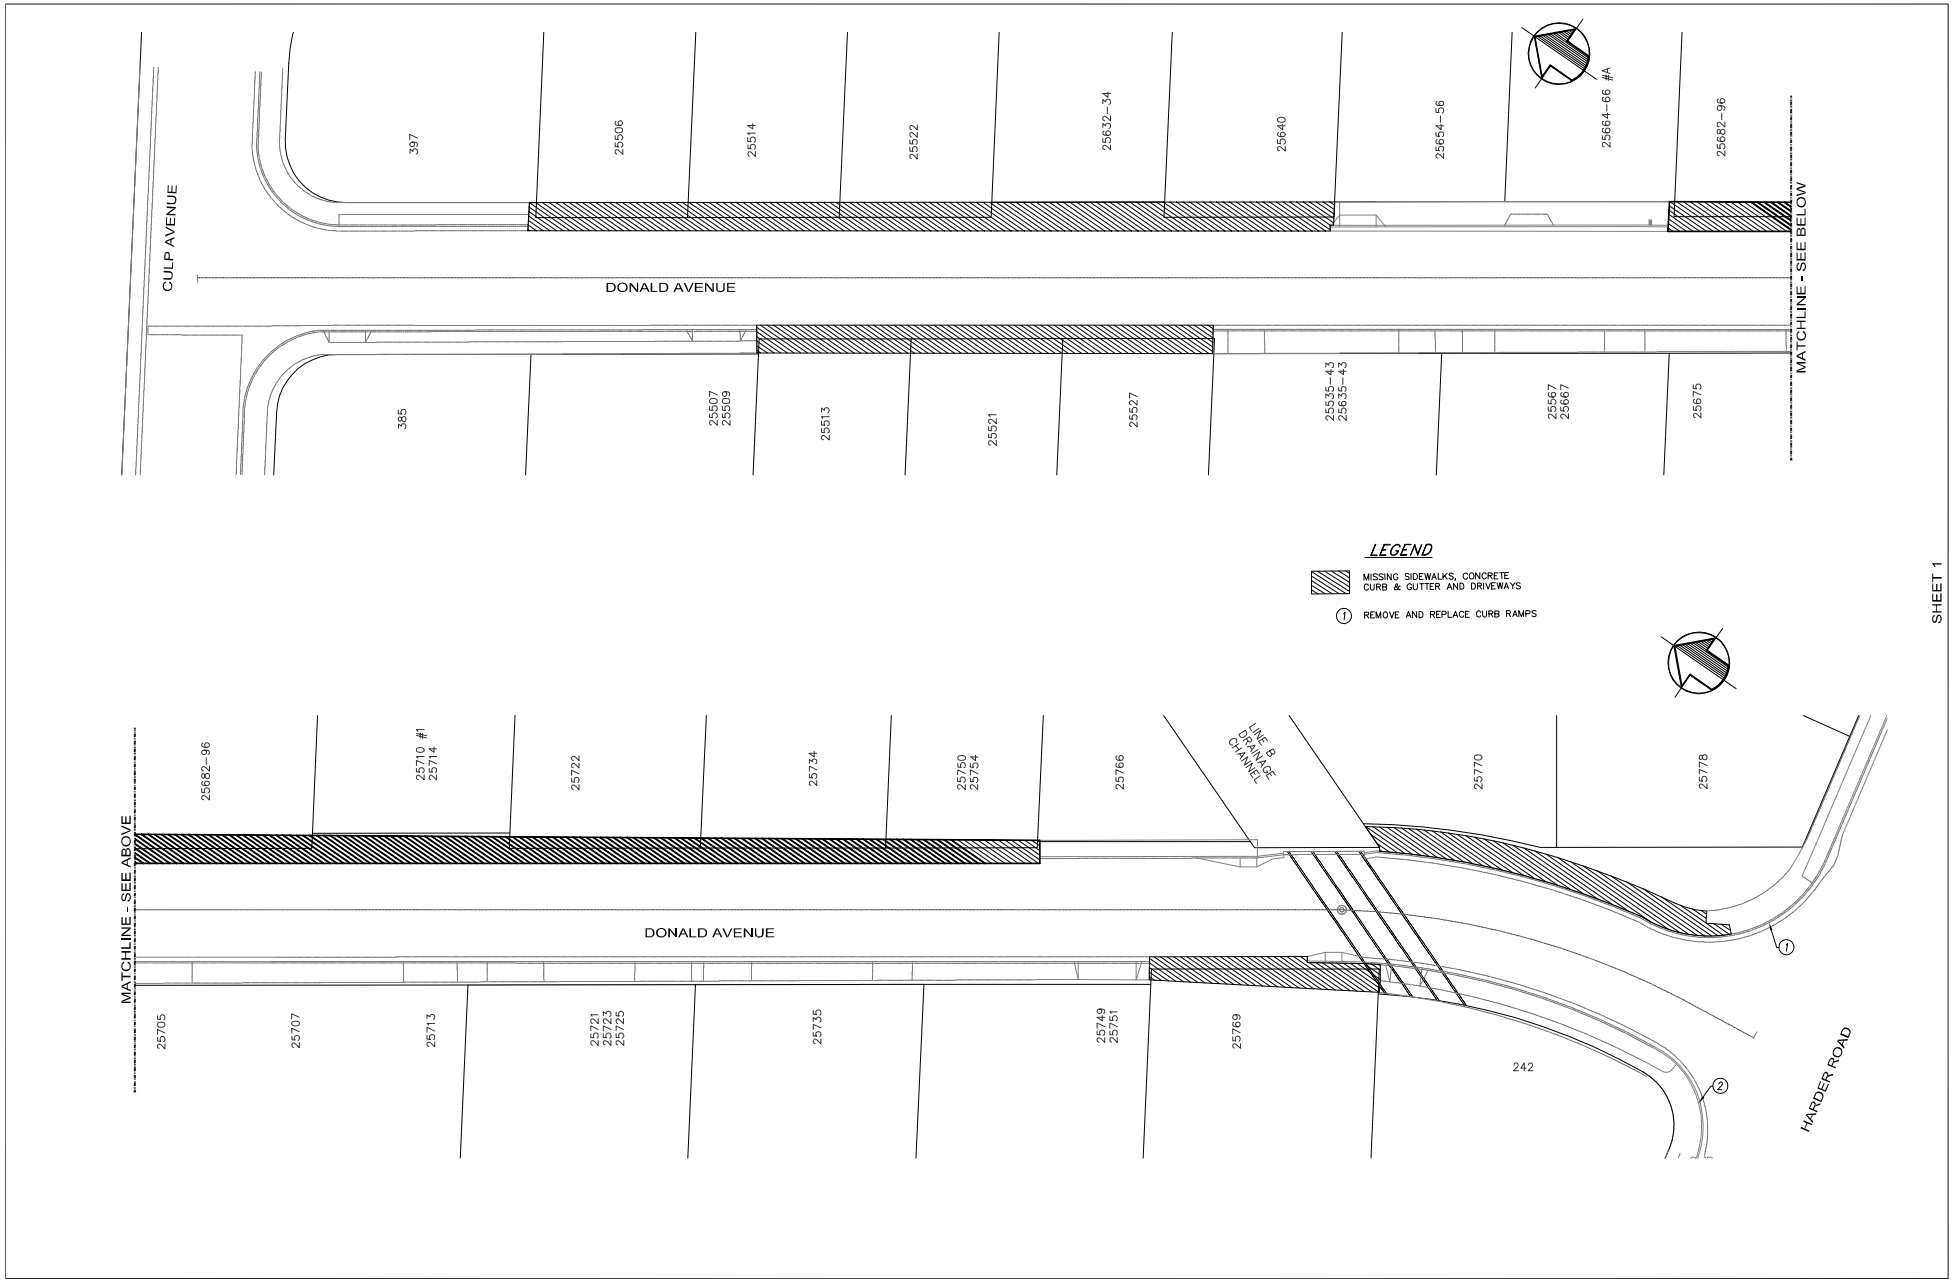 397
25506
25514
25522
25632-34
25640
25654-56
25664-66 #A
25682-96
CULP AVENUE
DONALD AVENUE
MATCHLINE - SEE BELOW
385
25507
25509
25513
25521
25527
25535-43
25635-43
25567
25667
25675
LEGEND
MISSING SIDEWALKS, CONCRETE
CURB & GUTTER AND DRIVEWAYS
1 REMOVE AND REPLACE CURB RAMPS
SHEET 1
25682-96
25710 #1
25714
25722
25734
25750
25754
25766
LINE B
DRAINAGE
CHANNEL
25770
25778
MATCHLINE - SEE ABOVE
DONALD AVENUE
1
25705
25707
25713
25721
25723
25725
25735
25749
25751
25769
242
2
HARDER ROAD